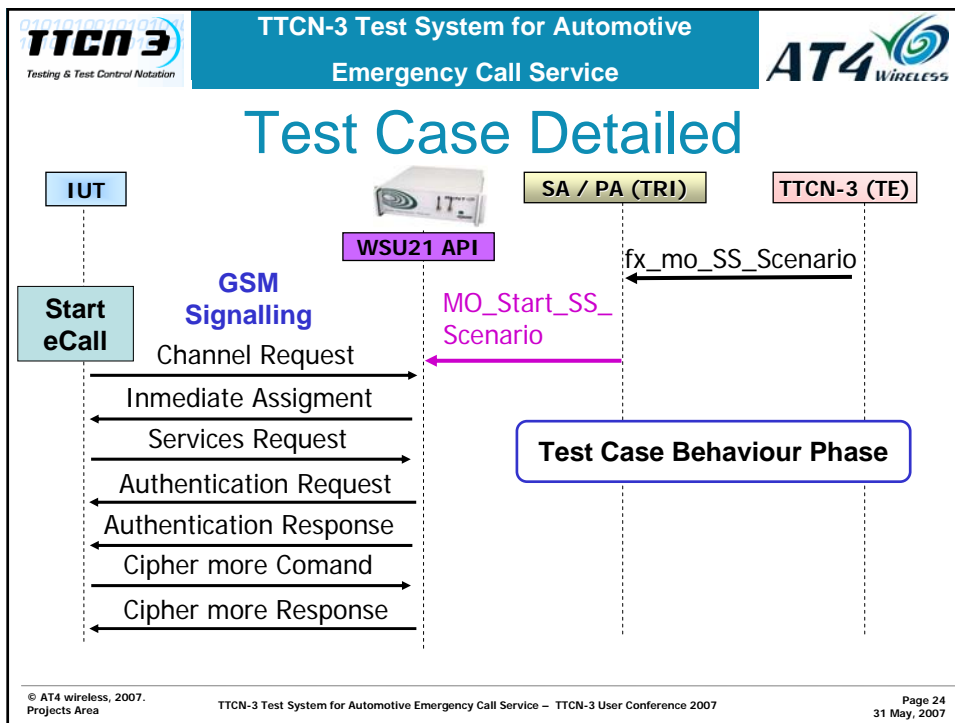 TTCN 3
Testing & Test Control Notation
TTCN-3 Test System for Automotive
Emergency Call Service
AT4 WIRELESS
Test Case Detailed
IUT
SA / PA (TRI)
TTCN-3 (TE)
WSU21 API
fx_mo_SS_Scenario
GSM
Signalling
MO_Start_SS_
Scenario
Start
eCall
Channel Request
Inmediate Assigment
Services Request
Test Case Behaviour Phase
Authentication Request
Authentication Response
Cipher more Comand
Cipher more Response
© AT4 wireless, 2007.
Projects Area
TTCN-3 Test System for Automotive Emergency Call Service – TTCN-3 User Conference 2007
Page 24
31 May, 2007